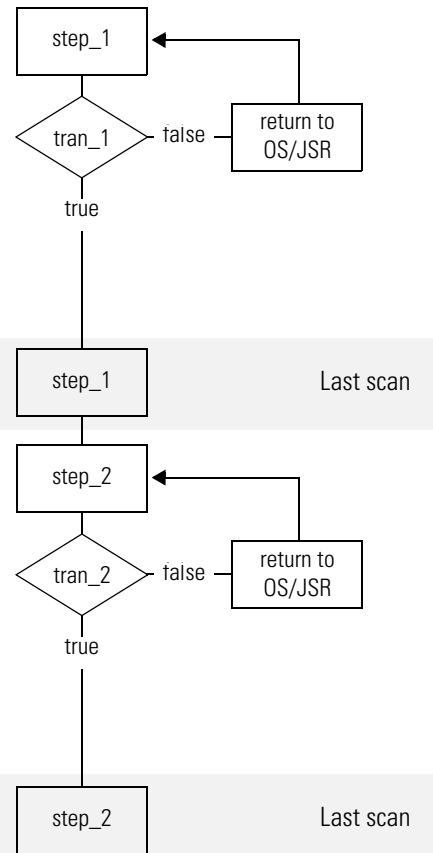 step_1
tran_1
false
return to
OS/JSR
true
step_1
Last scan
step_2
tran_2
false
return to
OS/JSR
true
step_2
Last scan